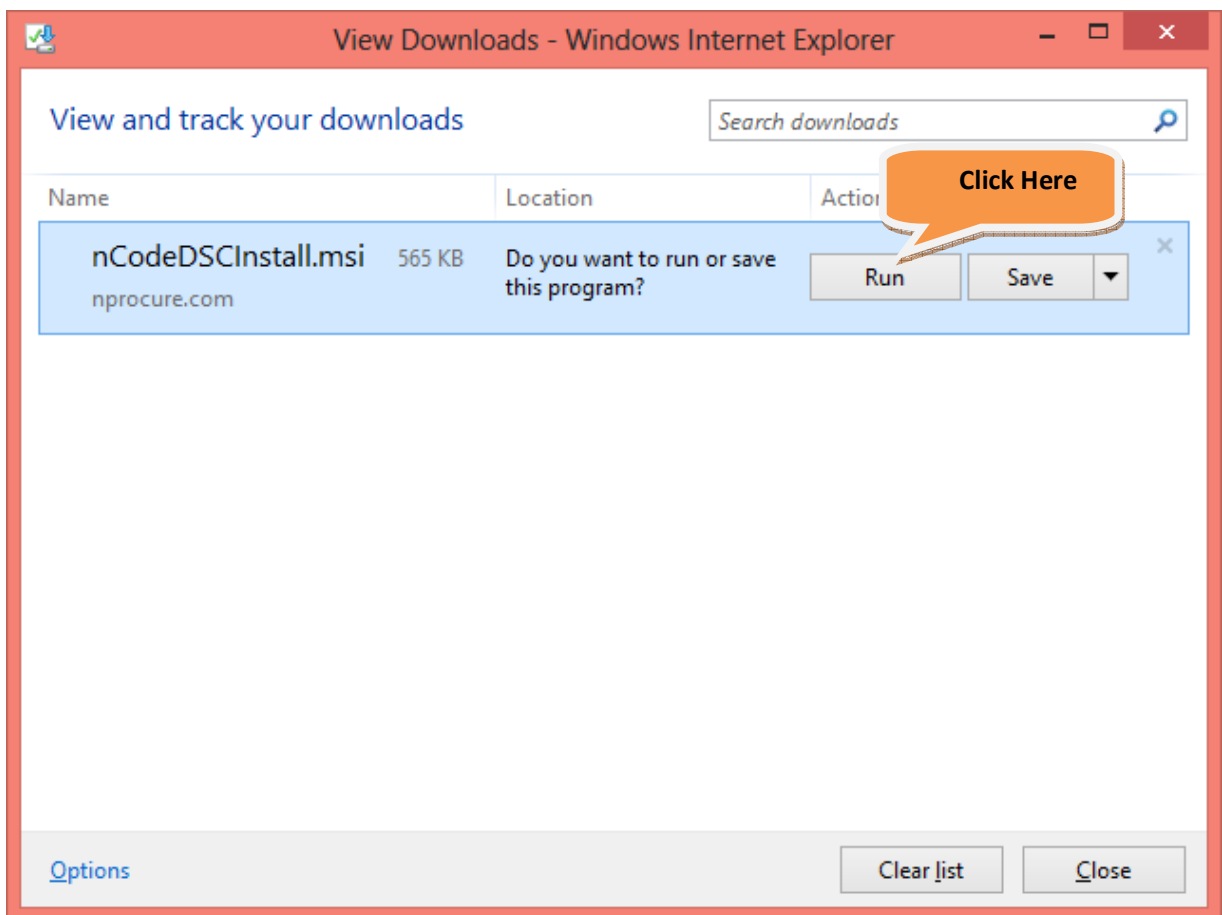 View Downloads - Windows Internet Explorer
View and track your downloads
Search downloads
Click Here
Name
Location
Action
nCodeDSCInstall.msi 565 KB
nprocure.com
Do you want to run or save
this program?
Run
Save
Options
Clear list
Close